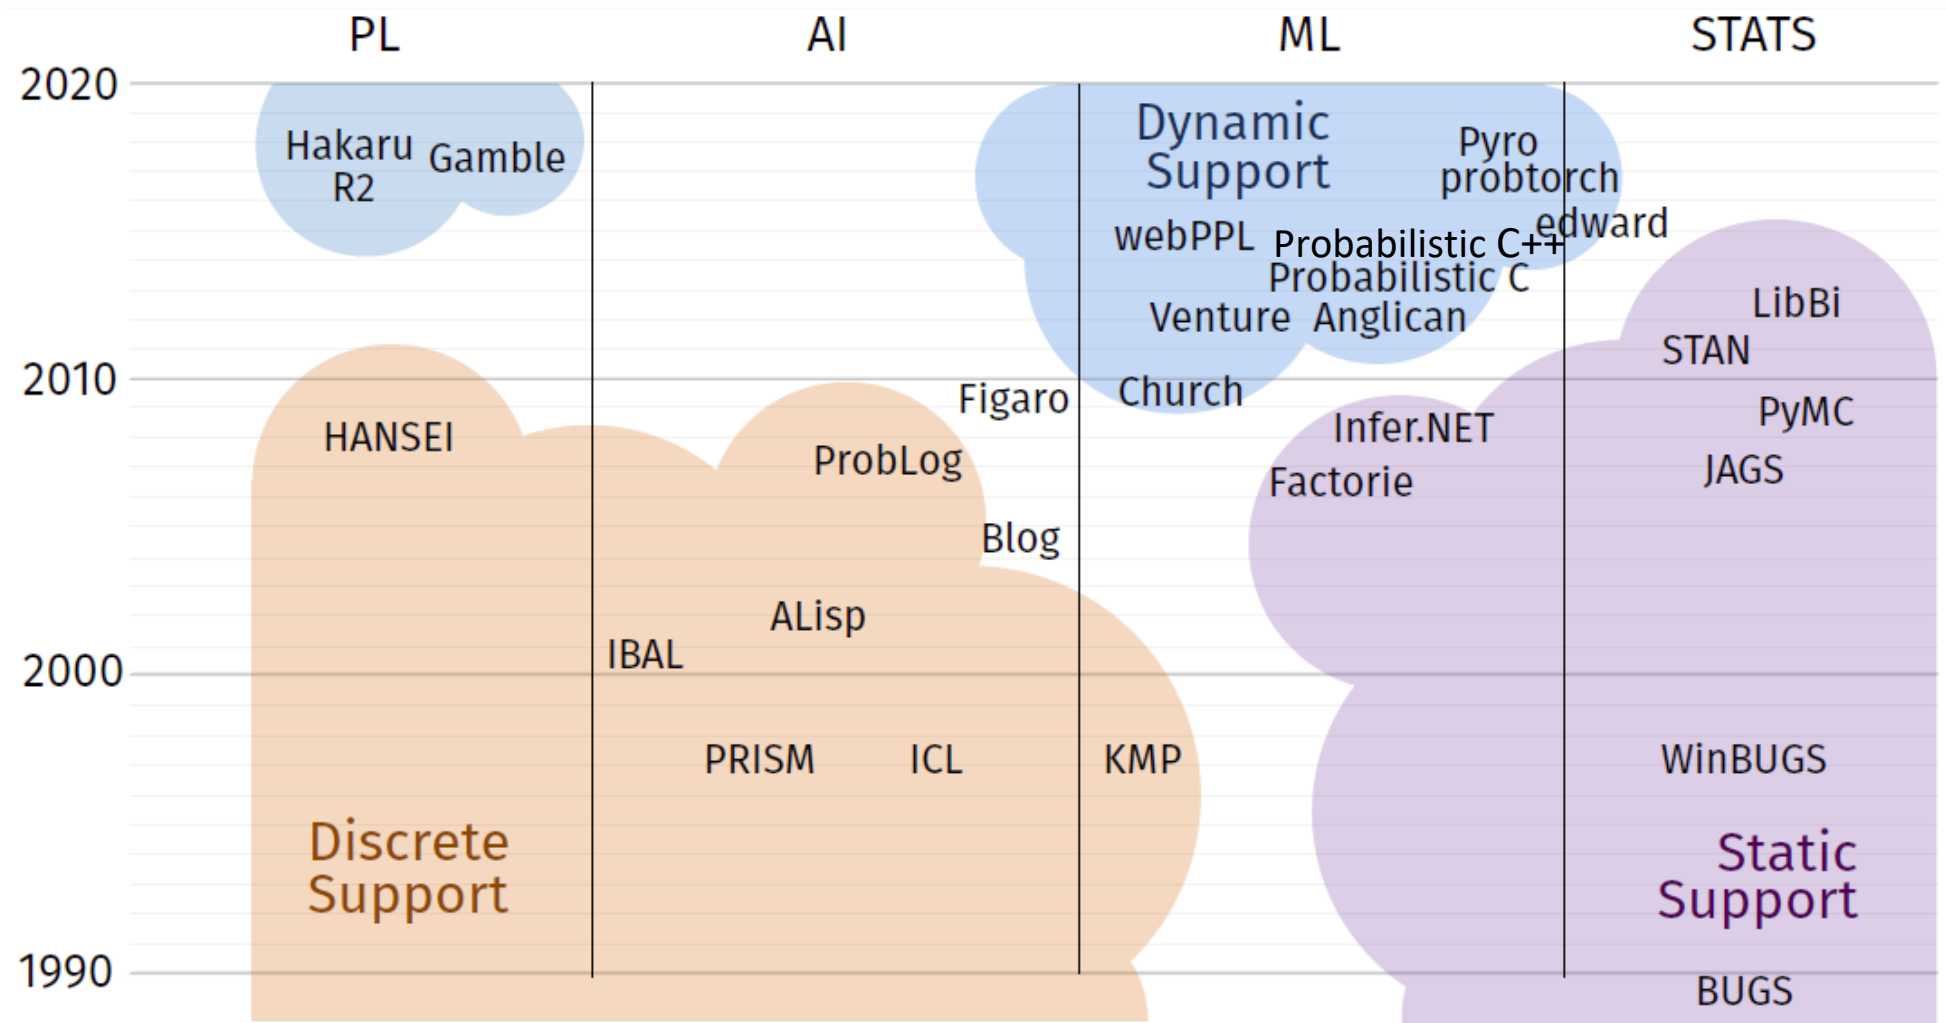 PL
AI
ML
STATS
2020
Dynamic
Support
Pyro
Hakaru
Gamble
R2
probtorch
edward
webPPL
Probabilistic C++
Probabilistic C
LibBi
Venture
Anglican
STAN
2010
Figaro
Church
PyMC
HANSEI
Infer.NET
ProbLog
JAGS
Factorie
Blog
ALisp
IBAL
2000
PRISM
ICL
KMP
WinBUGS
Discrete
Support
Static
Support
1990
BUGS